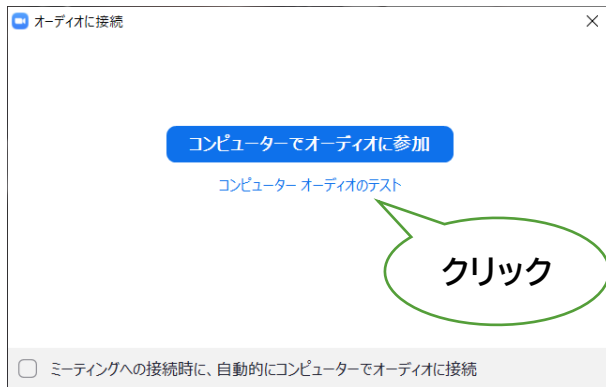 オーディオに接続
コンピューターでオーディオに参加
コンピューター オーディオのテスト
クリック
ミーティングへの接続時に、自動的にコンピューターでオーディオに接続